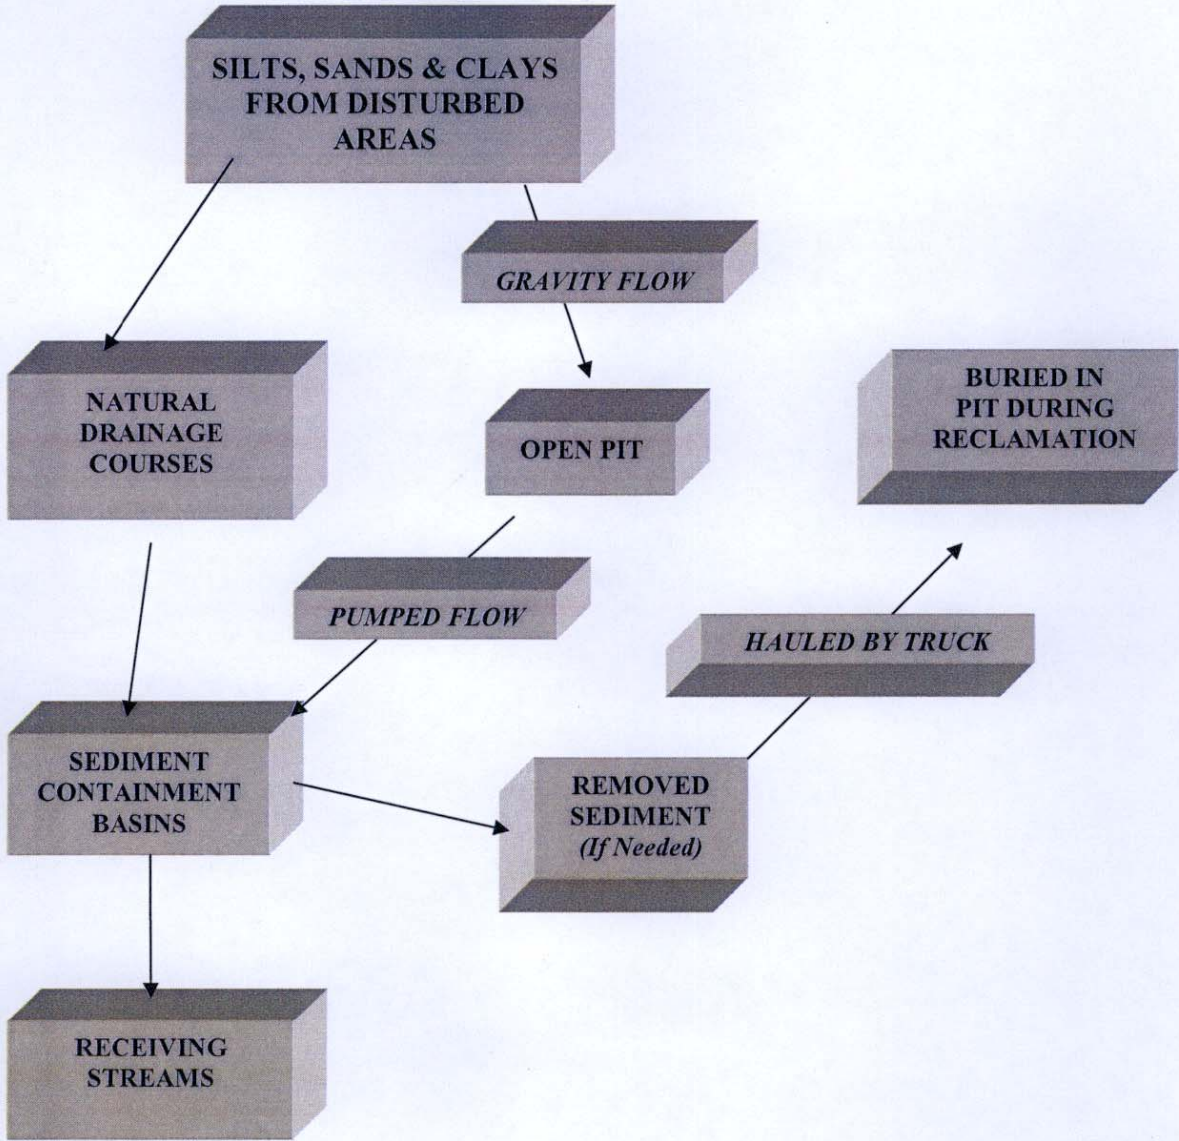 SILTS, SANDS & CLAYS
FROM DISTURBED
AREAS
GRAVITY FLOW
NATURAL
DRAINAGE
COURSES
OPEN PIT
BURIED IN
PIT DURING
RECLAMATION
PUMPED FLOW
HAULED BY TRUCK
SEDIMENT
CONTAINMENT
BASINS
REMOVED
SEDIMENT
(If Needed)
RECEIVING
STREAMS